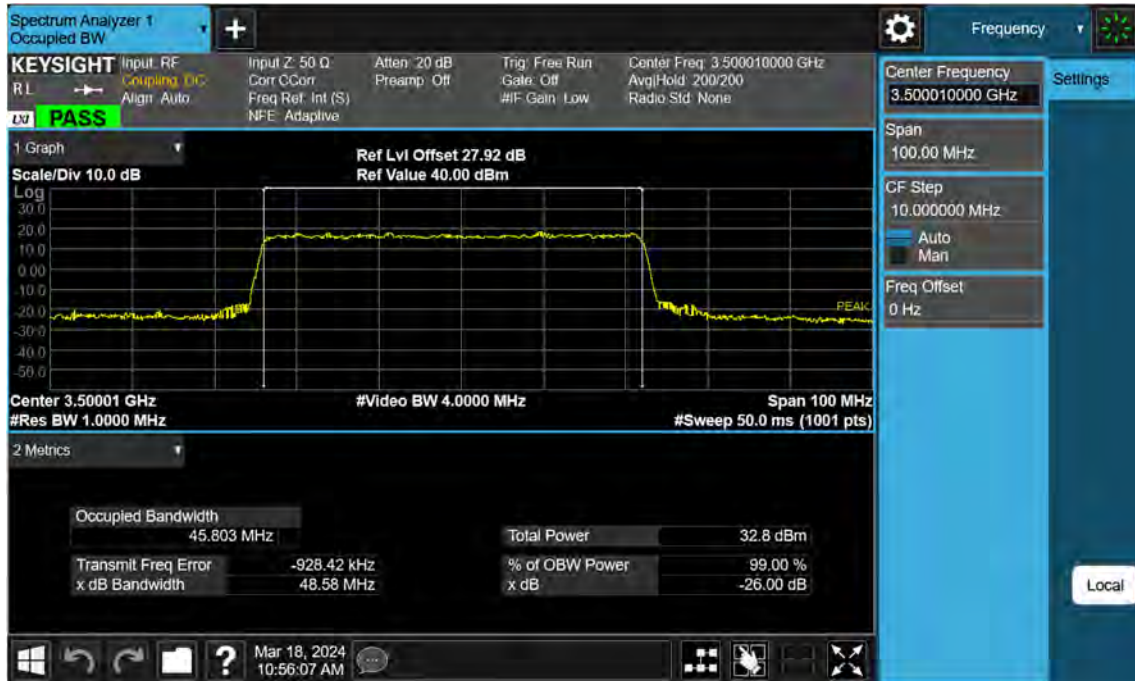 Spectrum Analyzer 1
Occupied BW
+
Frequency
KEYSIGHT
Input: RF
Coupling: DC
Align: Auto
Input Z: 50 Ω
Corr CCorr
Freq Ref: Int (S)
NFE: Adaptive
Atten: 20 dB
Preamp: Off
Trig: Free Run
Gate: Off
#IF Gain: Low
Center Freq: 3.500010000 GHz
Avg|Hold: 200/200
Radio Std: None
RL
LXI PASS
Center Frequency
3.500010000 GHz
Settings
Span
100.00 MHz
CF Step
10.000000 MHz
Auto
Man
Freq Offset
0 Hz
Local
1 Graph
Scale/Div 10.0 dB
Ref Lvl Offset 27.92 dB
Ref Value 40.00 dBm
Log
30.0
20.0
10.0
0.00
-10.0
-20.0
-30.0
-40.0
-50.0
PEAK
Center 3.50001 GHz
#Video BW 4.0000 MHz
Span 100 MHz
#Res BW 1.0000 MHz
#Sweep 50.0 ms (1001 pts)
2 Metrics
Occupied Bandwidth
45.803 MHz
Total Power 32.8 dBm
Transmit Freq Error -928.42 kHz
% of OBW Power 99.00 %
x dB Bandwidth 48.58 MHz
x dB -26.00 dB
?
Mar 18, 2024
10:56:07 AM